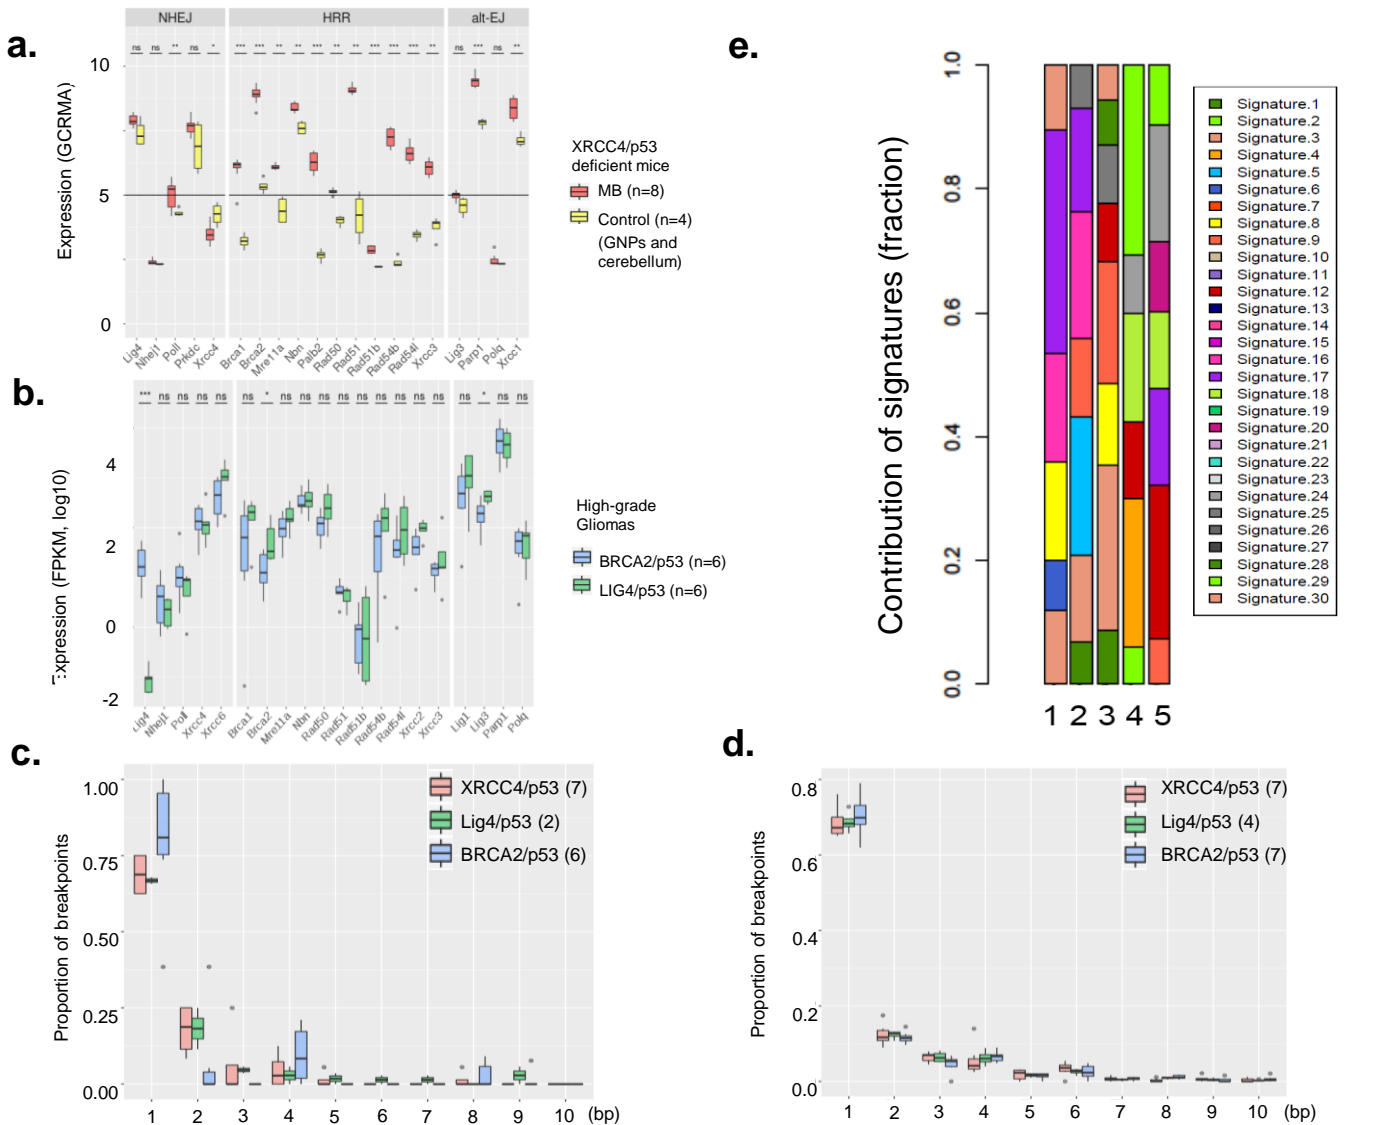 a.
NHEJ HRR alt-EJ
ns ns ** ns * *** *** ** ** *** ** ** *** *** *** ** ns *** ns **
Expression (GCRMA)
10
5
0
Lig4 Nhej1 Poll Prkdc Xrcc4 Brca1 Brca2 Mre11a Nbn Palb2 Rad50 Rad51 Rad51b Rad54b Rad54l Xrcc3 Lig3 Parp1 Polq Xrcc1
XRCC4/p53
deficient mice
MB (n=8)
Control (n=4)
(GNPs and
cerebellum)
b.
*** ns ns ns ns ns * ns ns ns ns ns ns ns ns ns ns * ns ns
Expression (FPKM, log10)
4
2
0
-2
Lig4 Nhej1 Poll Xrcc4 Xrcc6 Brca1 Brca2 Mre11a Nbn Rad50 Rad51 Rad51b Rad54b Rad54l Xrcc2 Xrcc3 Lig1 Lig3 Parp1 Polq
High-grade
Gliomas
BRCA2/p53 (n=6)
LIG4/p53 (n=6)
c.
Proportion of breakpoints
1.00
0.75
0.50
0.25
0.00
1 2 3 4 5 6 7 8 9 10 (bp)
XRCC4/p53 (7)
Lig4/p53 (2)
BRCA2/p53 (6)
d.
Proportion of breakpoints
0.8
0.6
0.4
0.2
0.0
1 2 3 4 5 6 7 8 9 10 (bp)
XRCC4/p53 (7)
Lig4/p53 (4)
BRCA2/p53 (7)
e.
Contribution of signatures (fraction)
1.0
0.8
0.6
0.4
0.2
0.0
1 2 3 4 5
Signature.1
Signature.2
Signature.3
Signature.4
Signature.5
Signature.6
Signature.7
Signature.8
Signature.9
Signature.10
Signature.11
Signature.12
Signature.13
Signature.14
Signature.15
Signature.16
Signature.17
Signature.18
Signature.19
Signature.20
Signature.21
Signature.22
Signature.23
Signature.24
Signature.25
Signature.26
Signature.27
Signature.28
Signature.29
Signature.30